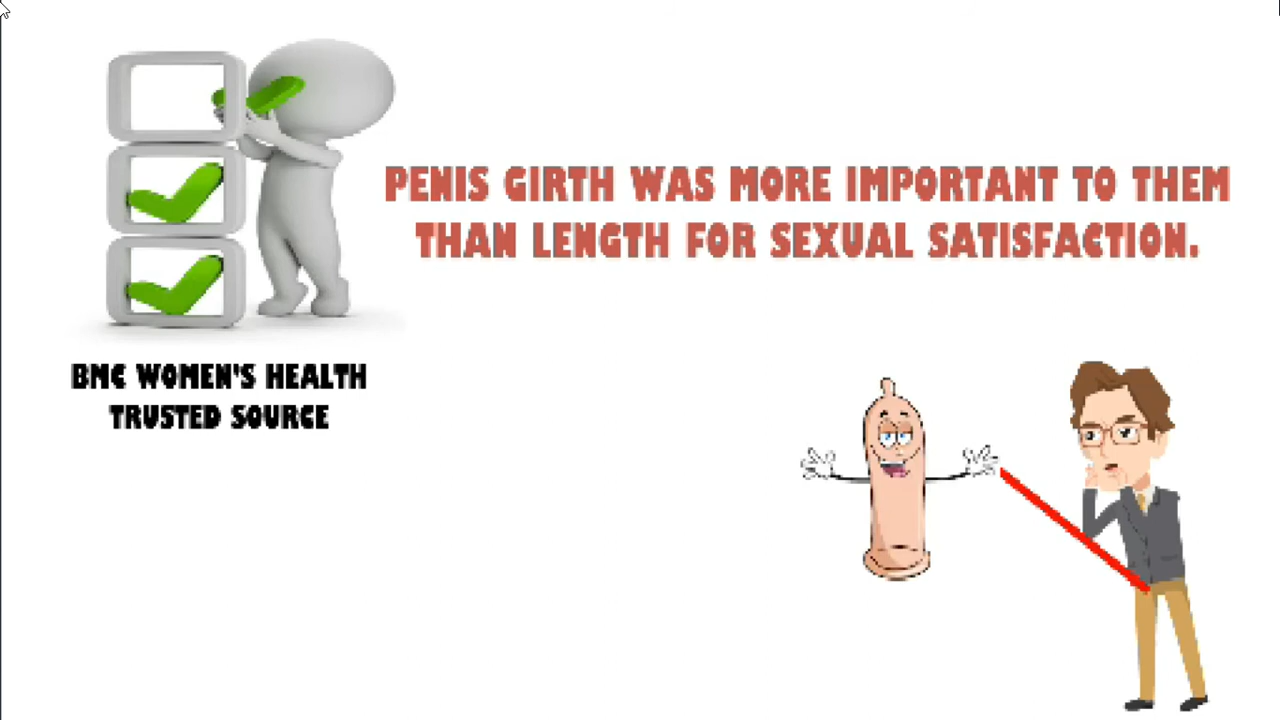 PENIS GIRTH WAS MORE IMPORTANT TO THEM
THAN LENGTH FOR SEXUAL SATISFACTION.
BMC WOMEN'S HEALTH
TRUSTED SOURCE